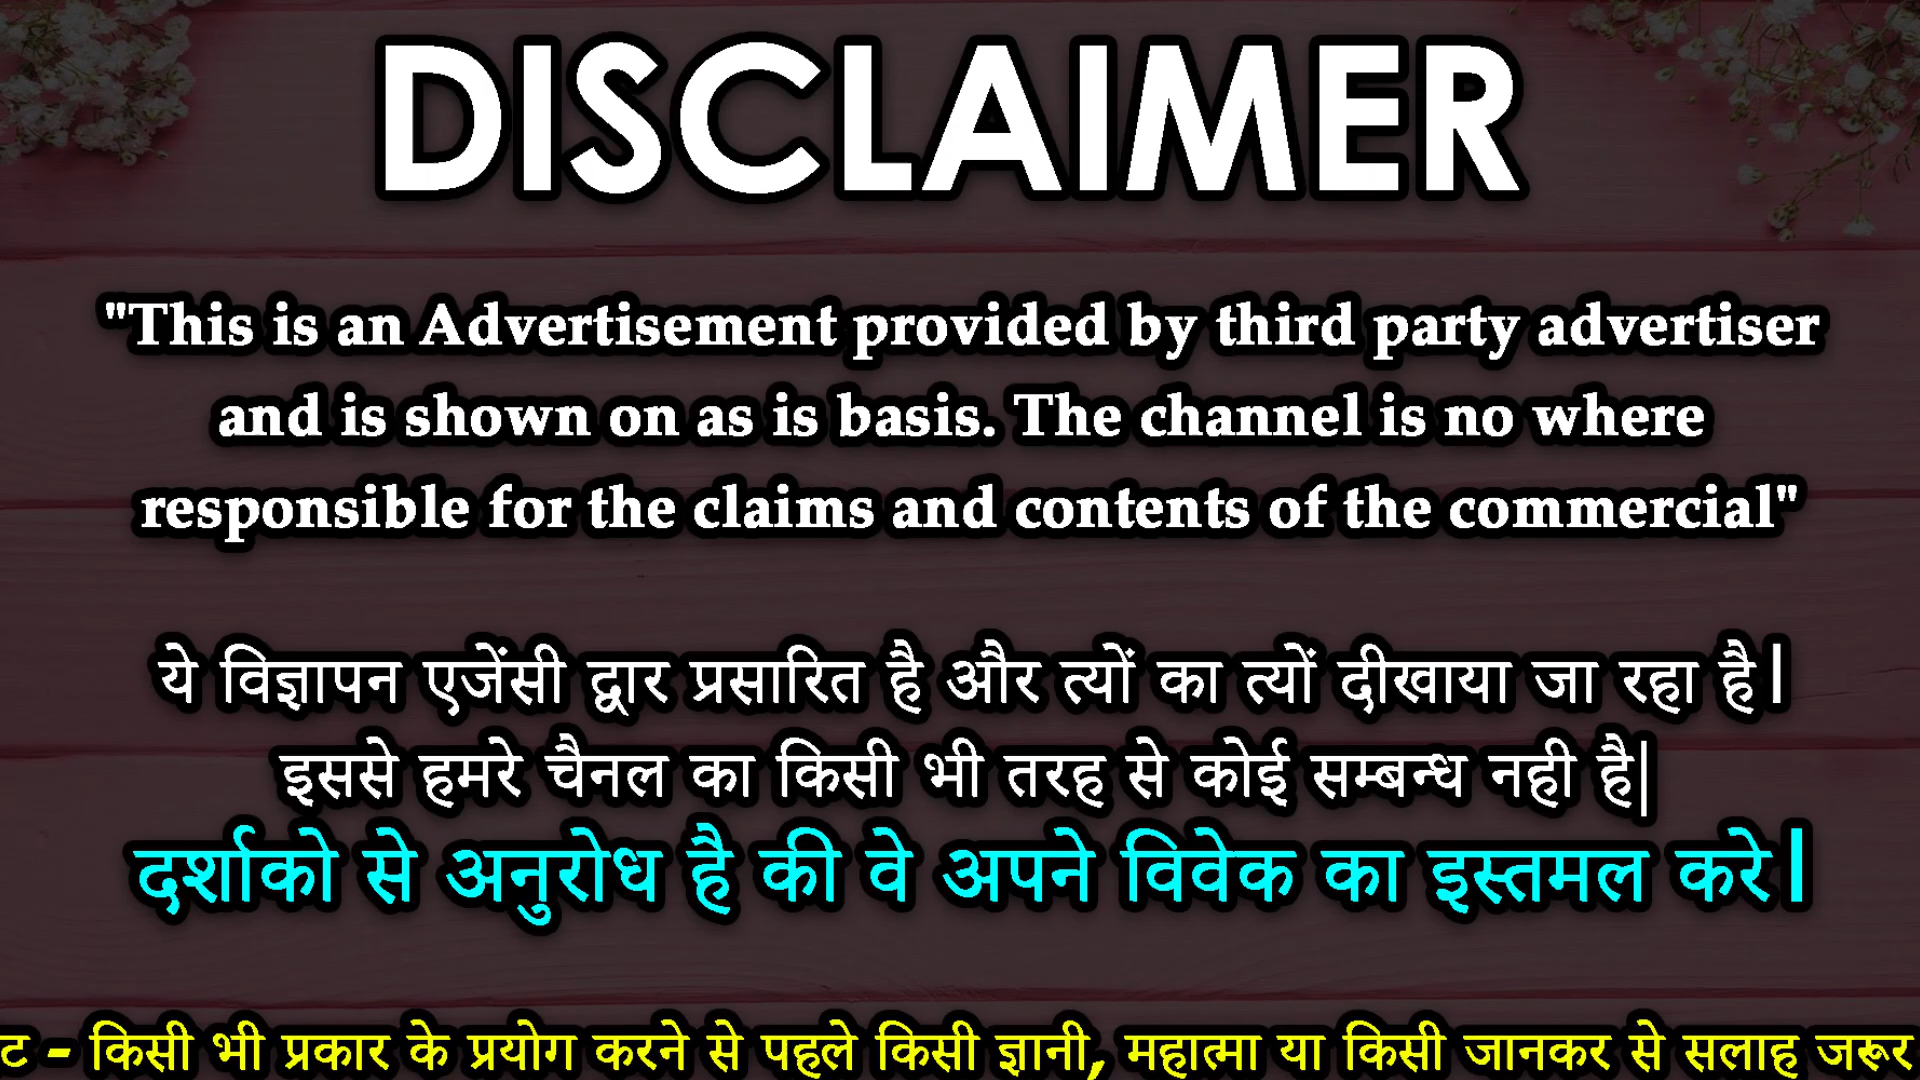 DISCLAIMER
"This is an Advertisement provided by third party advertiser
and is shown on as is basis. The channel is no where
responsible for the claims and contents of the commercial"
ये विज्ञापन एजेंसी द्वार प्रसारित है और त्यों का त्यों दीखाया जा रहा है।
इससे हमरे चैनल का किसी भी तरह से कोई सम्बन्ध नही है|
दर्शाको से अनुरोध है की वे अपने विवेक का इस्तमल करे।
ट - किसी भी प्रकार के प्रयोग करने से पहले किसी ज्ञानी, महात्मा या किसी जानकर से सलाह जरूर